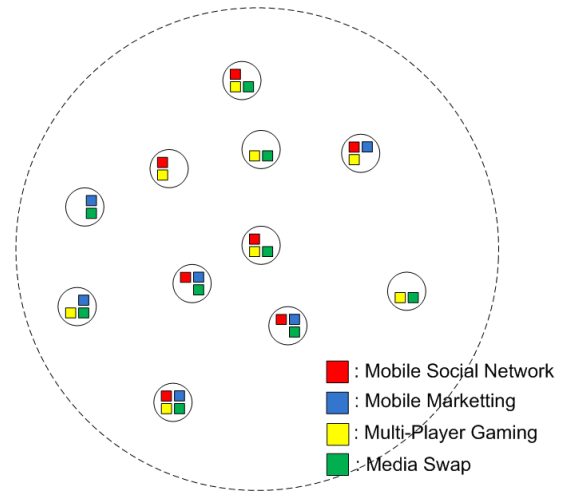 : Mobile Social Network
: Mobile Marketting
: Multi-Player Gaming
: Media Swap